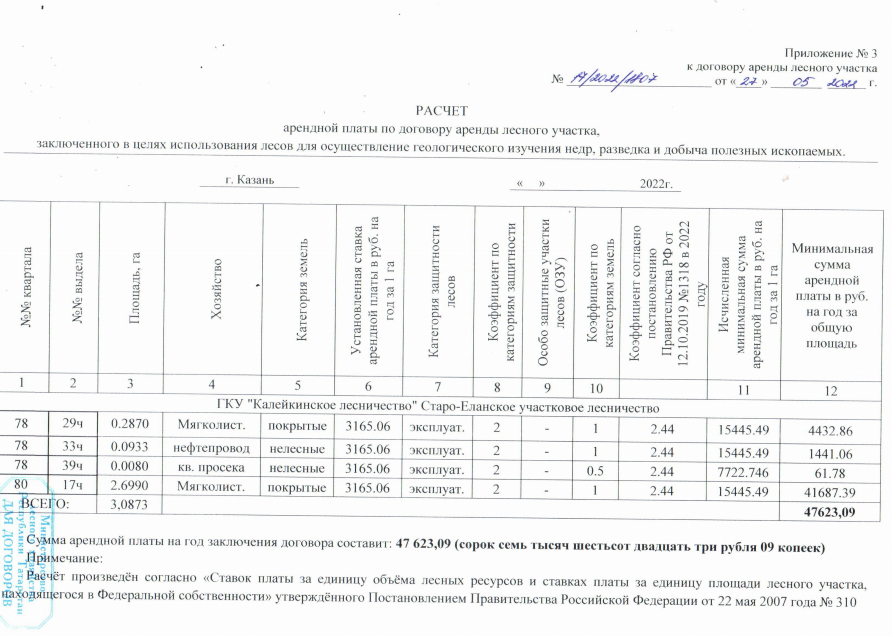 Приложение № 3
к договору аренды лесного участка
№ 19/2022/1807 от « 27 » 05 2022 г.
РАСЧЕТ
арендной платы по договору аренды лесного участка,
заключенного в целях использования лесов для осуществление геологического изучения недр, разведка и добыча полезных ископаемых.
г. Казань « » 2022г.
№№ квартала | №№ выдела | Площадь, га | Хозяйство | Категория земель | Установленная ставка арендной платы в руб. на год за 1 га | Категория защитности лесов | Коэффициент по категориям защитности | Особо защитные участки лесов (ОЗУ) | Коэффициент по категориям земель | Коэффициент согласно постановлению Правительства РФ от 12.10.2019 №1318 в 2022 году | Исчисленная минимальная сумма арендной платы в руб. на год за 1 га | Минимальная сумма арендной платы в руб. на год за общую площадь
1 2 3 4 5 6 7 8 9 10 11 12
ГКУ "Калейкинское лесничество" Старо-Еланское участковое лесничество
78 29ч 0.2870 Мягколист. покрытые 3165.06 эксплуат. 2 - 1 2.44 15445.49 4432.86
78 33ч 0.0933 нефтепровод нелесные 3165.06 эксплуат. 2 - 1 2.44 15445.49 1441.06
78 39ч 0.0080 кв. просека нелесные 3165.06 эксплуат. 2 - 0.5 2.44 7722.746 61.78
80 17ч 2.6990 Мягколист. покрытые 3165.06 эксплуат. 2 - 1 2.44 15445.49 41687.39
ВСЕГО: 3,0873 47623,09
Сумма арендной платы на год заключения договора составит: 47 623,09 (сорок семь тысяч шестьсот двадцать три рубля 09 копеек)
Примечание:
Расчёт произведён согласно «Ставок платы за единицу объёма лесных ресурсов и ставках платы за единицу площади лесного участка,
находящегося в Федеральной собственности» утверждённого Постановлением Правительства Российской Федерации от 22 мая 2007 года № 310
Министерство
лесного хозяйства
Республики Татарстан
ДЛЯ ДОГОВОРОВ